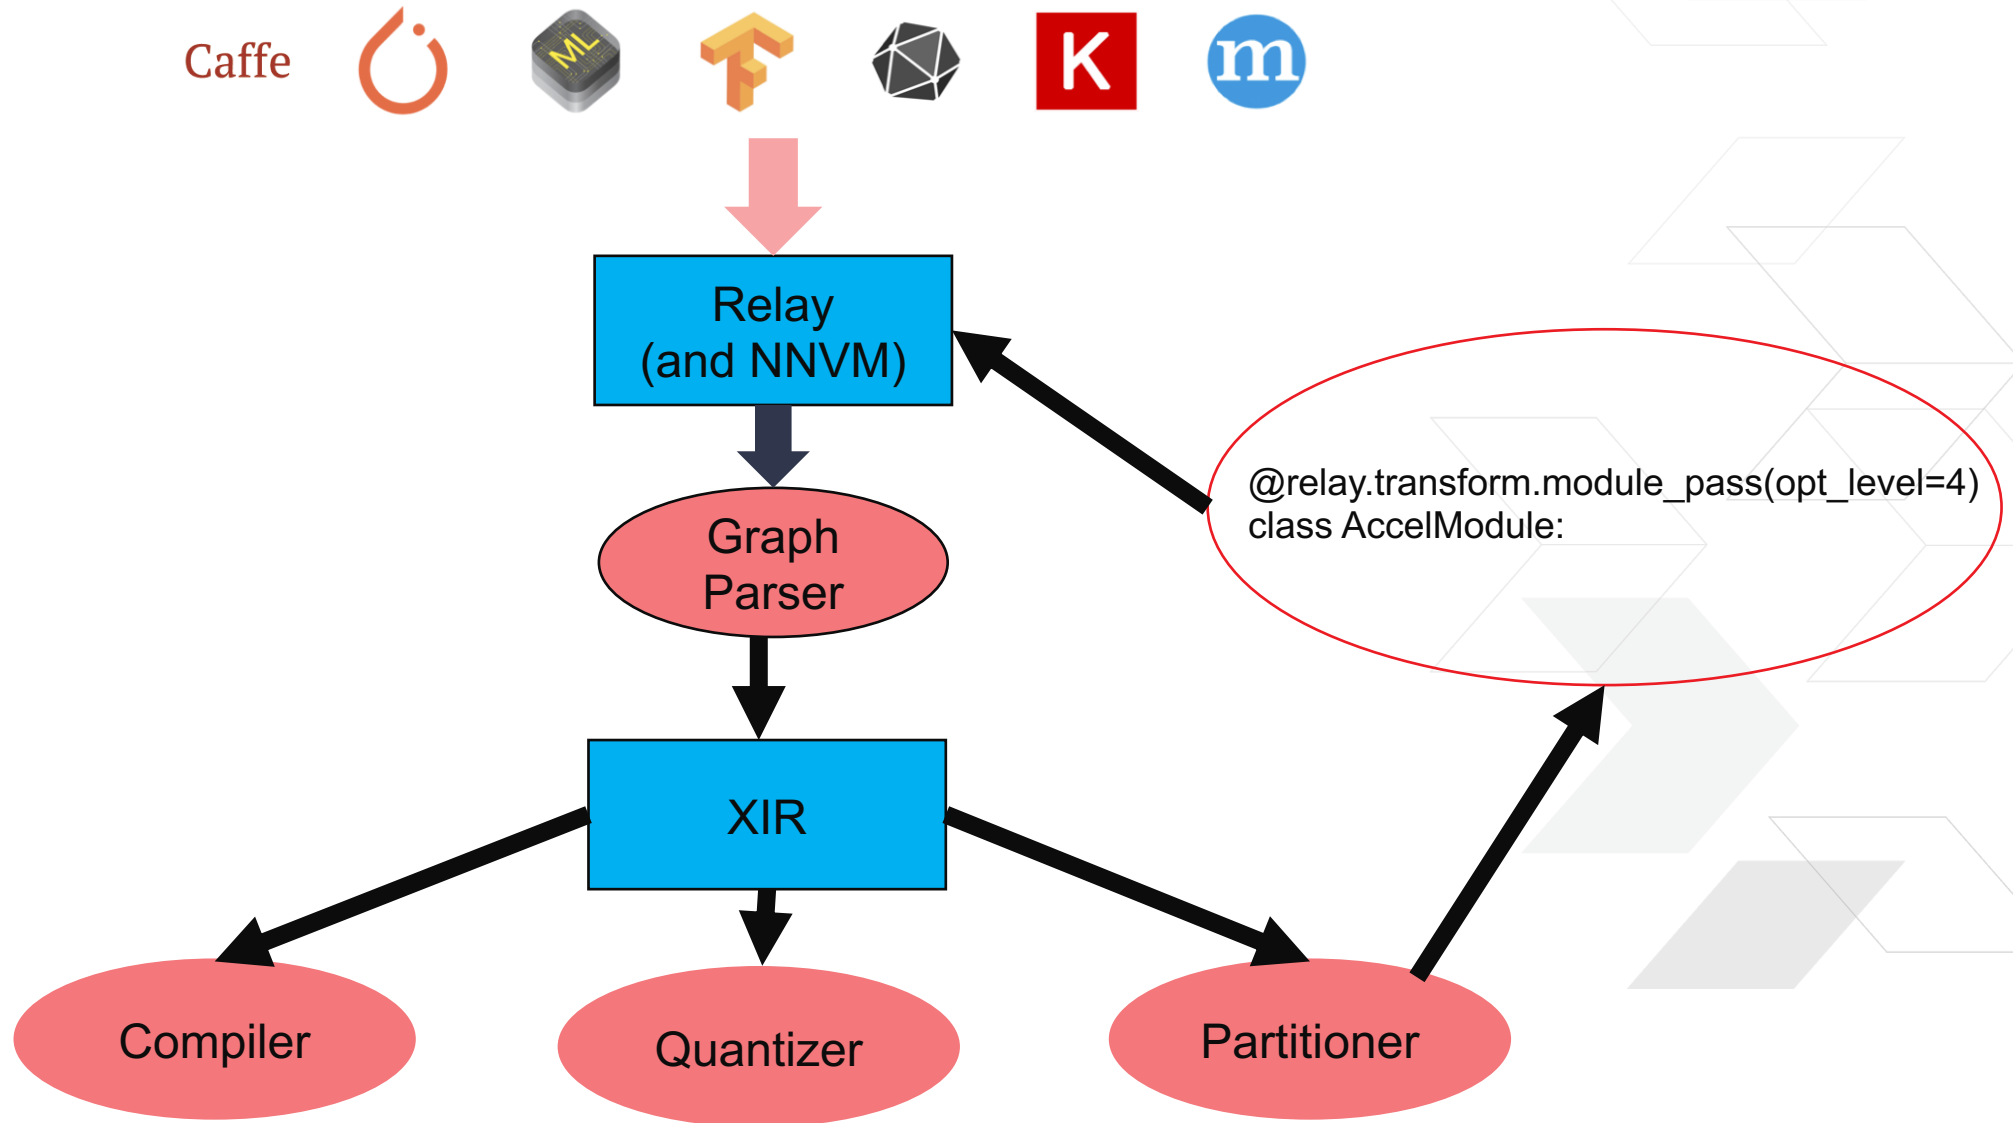 Caffe
ML
K
m
Relay
(and NNVM)
@relay.transform.module_pass(opt_level=4)
class AccelModule:
Graph
Parser
XIR
Compiler
Quantizer
Partitioner